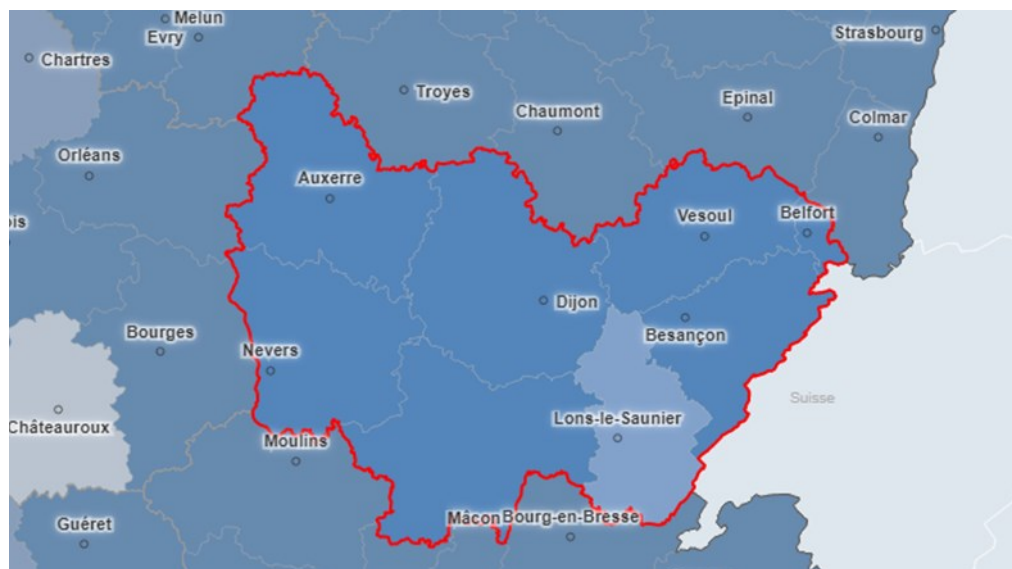 Melun
Evry
Strasbourg
Chartres
Troyes
Epinal
Chaumont
Colmar
Orléans
Auxerre
Vesoul
Belfort
ois
Dijon
Bourges
Besançon
Nevers
Suisse
Lons-le-Saunier
Châteauroux
Moulins
Mâcon
Bourg-en-Bresse
Guéret